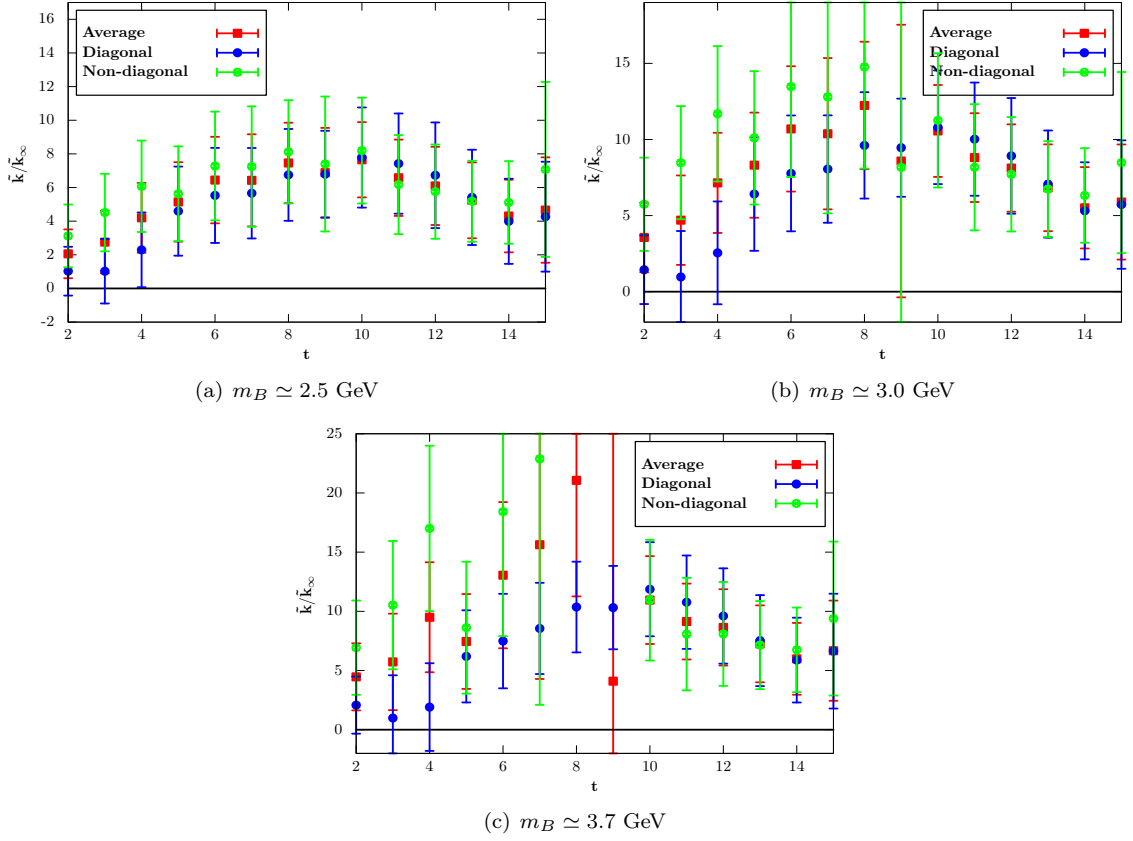 16
14
12
10
8
6
4
2
0
-2
k̃/k̃∞
Average
Diagonal
Non-diagonal
2 4 6 8 10 12 14
t
(a) m_B ≃ 2.5 GeV
15
10
5
0
k̃/k̃∞
Average
Diagonal
Non-diagonal
2 4 6 8 10 12 14
t
(b) m_B ≃ 3.0 GeV
25
20
15
10
5
0
k̃/k̃∞
Average
Diagonal
Non-diagonal
2 4 6 8 10 12 14
t
(c) m_B ≃ 3.7 GeV